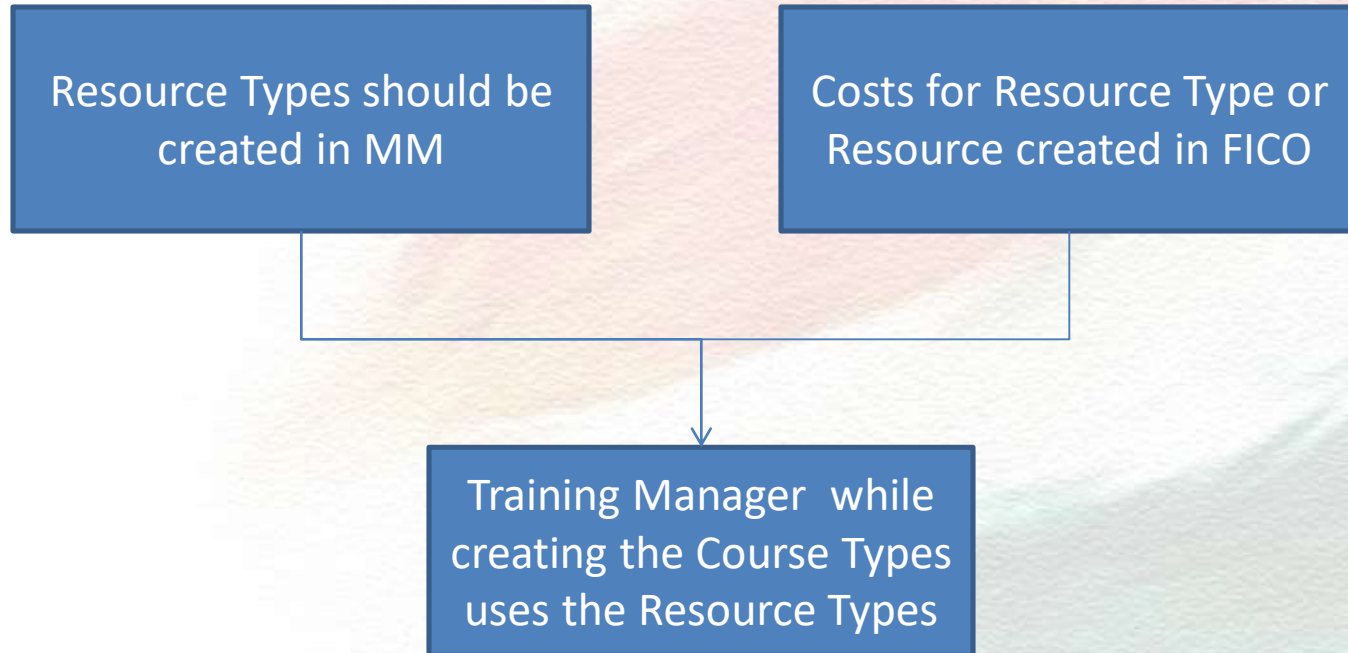 Resource Types should be
created in MM
Costs for Resource Type or
Resource created in FICO
Training Manager  while
creating the Course Types
uses the Resource Types